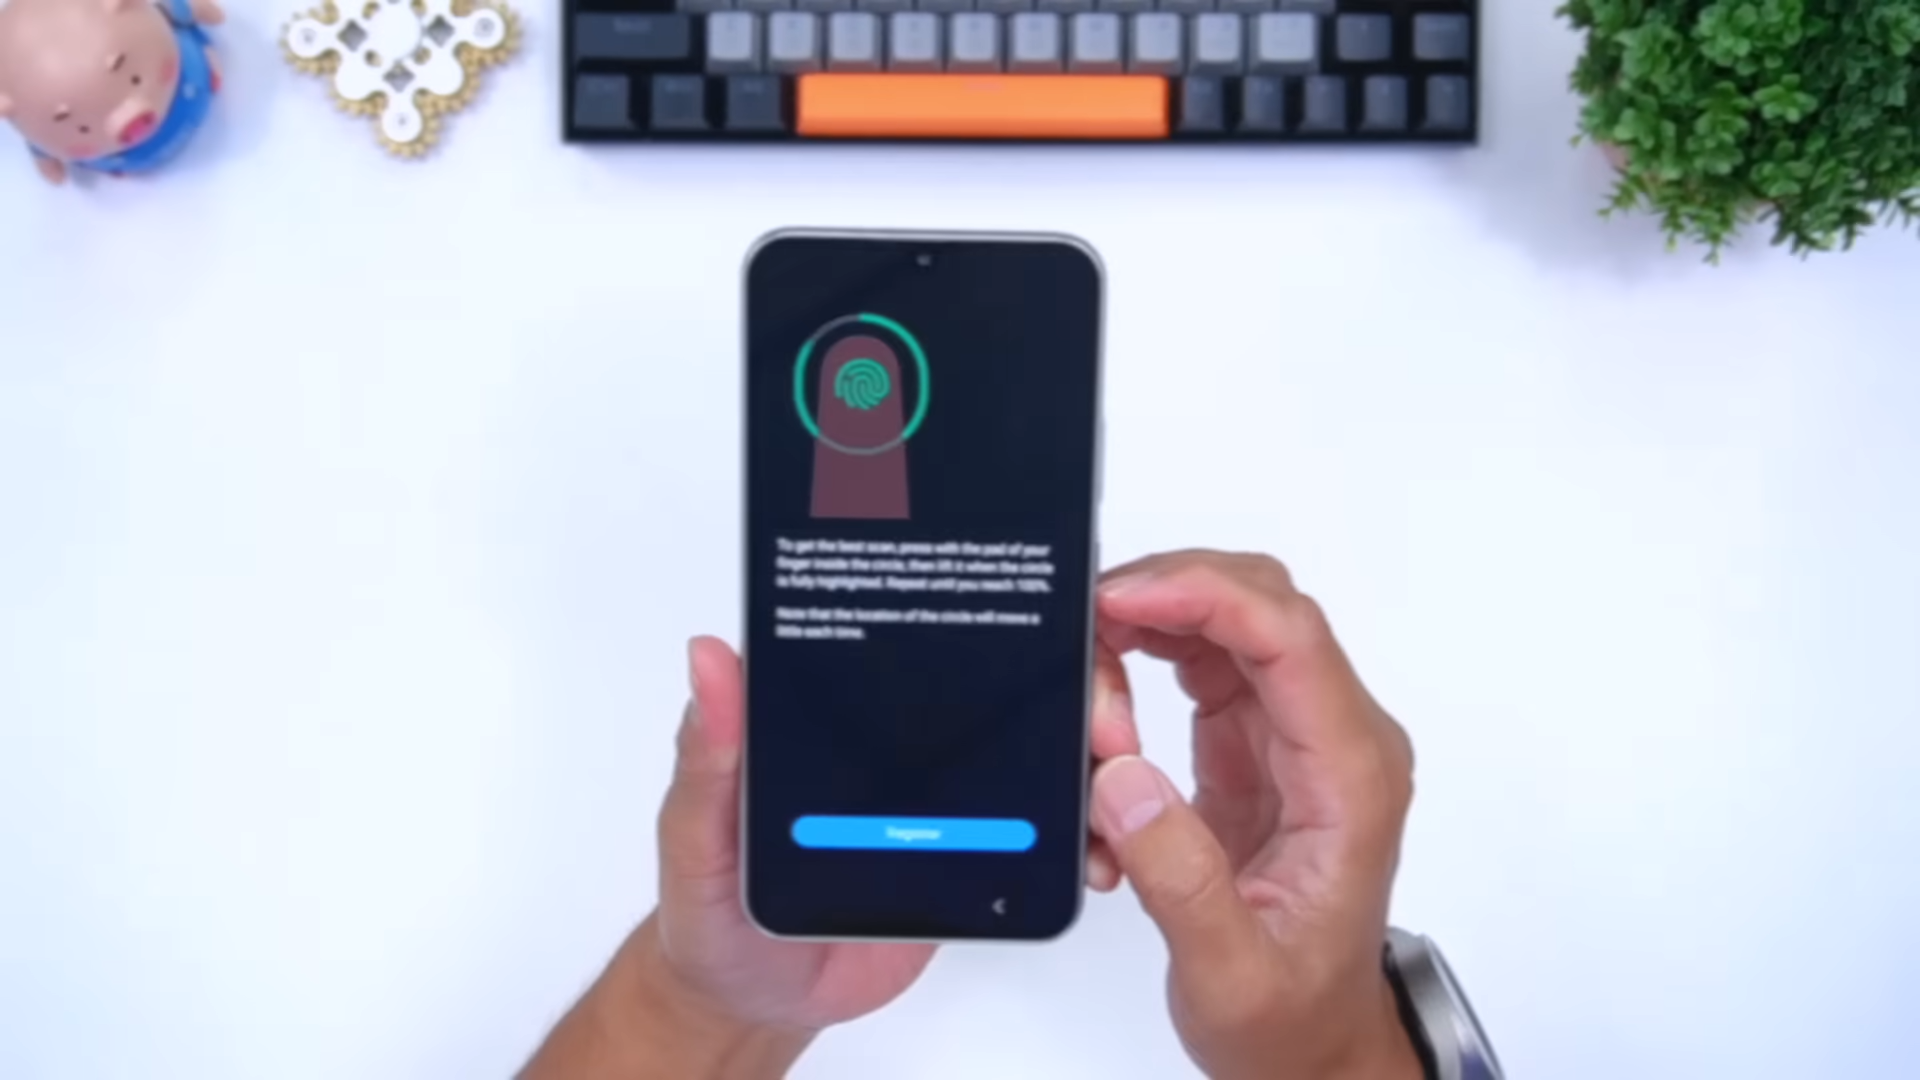 To get the best scan, press with the pad of your
finger inside the circle, then lift it when the circle
is fully highlighted. Repeat until you reach 100%.
Note that the location of the circle will move a
little each time.
Register